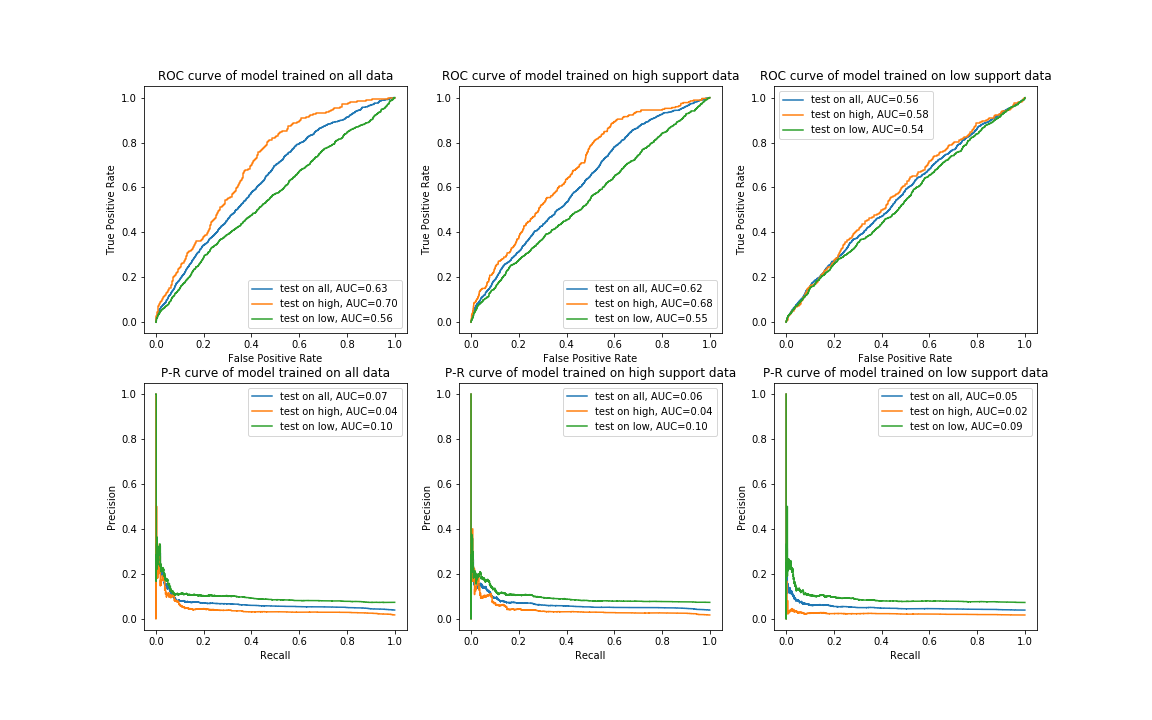 ROC curve of model trained on all data
1.0
0.8
0.6
0.4
0.2
0.0
True Positive Rate
test on all, AUC=0.63
test on high, AUC=0.70
test on low, AUC=0.56
0.0 0.2 0.4 0.6 0.8 1.0
False Positive Rate
ROC curve of model trained on high support data
1.0
0.8
0.6
0.4
0.2
0.0
True Positive Rate
test on all, AUC=0.62
test on high, AUC=0.68
test on low, AUC=0.55
0.0 0.2 0.4 0.6 0.8 1.0
False Positive Rate
ROC curve of model trained on low support data
1.0
0.8
0.6
0.4
0.2
0.0
True Positive Rate
test on all, AUC=0.56
test on high, AUC=0.58
test on low, AUC=0.54
0.0 0.2 0.4 0.6 0.8 1.0
False Positive Rate
P-R curve of model trained on all data
1.0
0.8
0.6
0.4
0.2
0.0
Precision
test on all, AUC=0.07
test on high, AUC=0.04
test on low, AUC=0.10
0.0 0.2 0.4 0.6 0.8 1.0
Recall
P-R curve of model trained on high support data
1.0
0.8
0.6
0.4
0.2
0.0
Precision
test on all, AUC=0.06
test on high, AUC=0.04
test on low, AUC=0.10
0.0 0.2 0.4 0.6 0.8 1.0
Recall
P-R curve of model trained on low support data
1.0
0.8
0.6
0.4
0.2
0.0
Precision
test on all, AUC=0.05
test on high, AUC=0.02
test on low, AUC=0.09
0.0 0.2 0.4 0.6 0.8 1.0
Recall